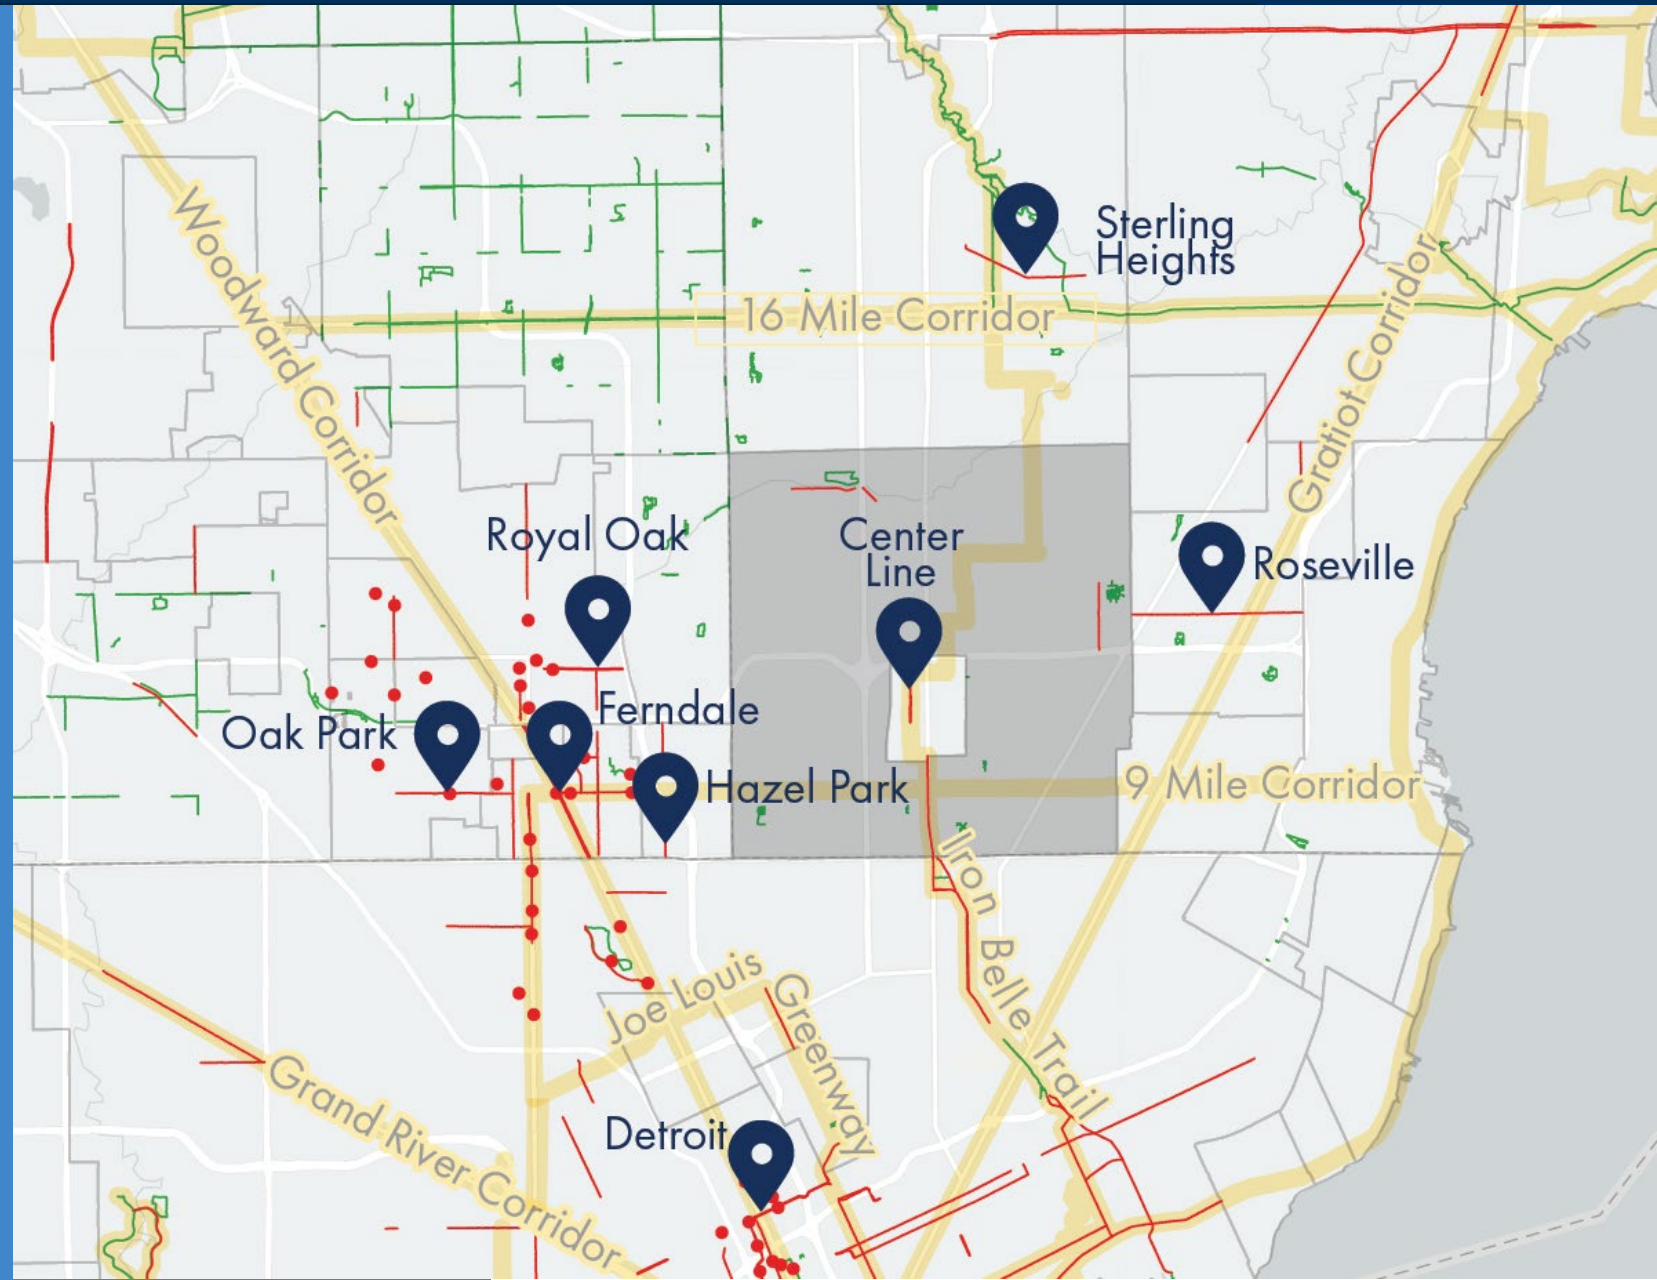 Sterling
Heights
Woodward Corridor
16 Mile Corridor
Gratiot Corridor
Royal Oak
Center
Line
Roseville
Ferndale
Oak Park
Hazel Park
9 Mile Corridor
Iron Belle Trail
Joe Louis Greenway
Grand River Corridor
Detroit